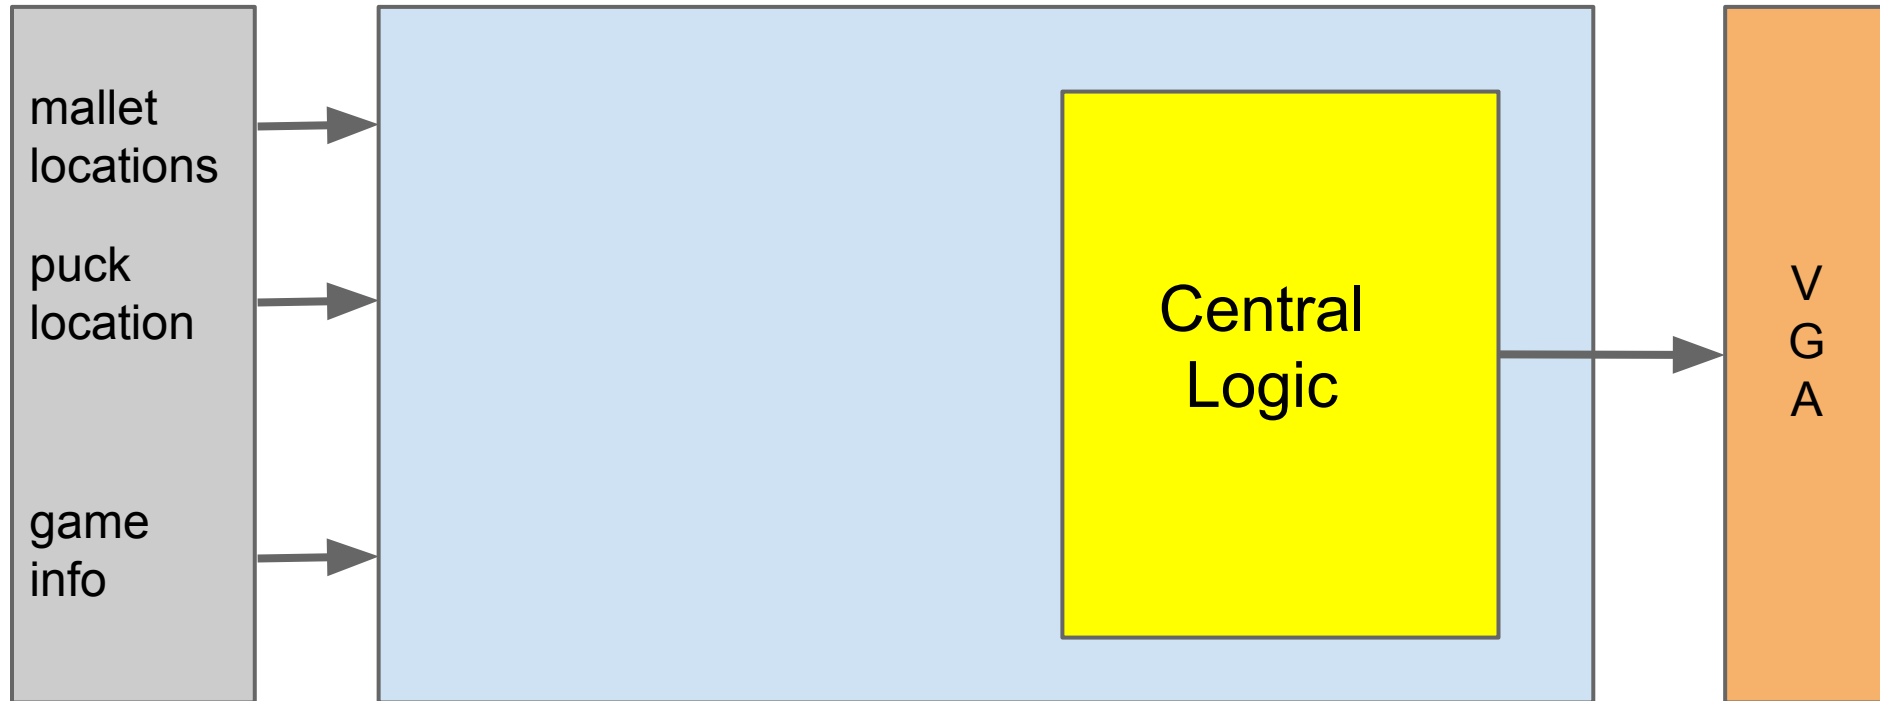 mallet
locations
puck
location
game
info
Central
Logic
V
G
A